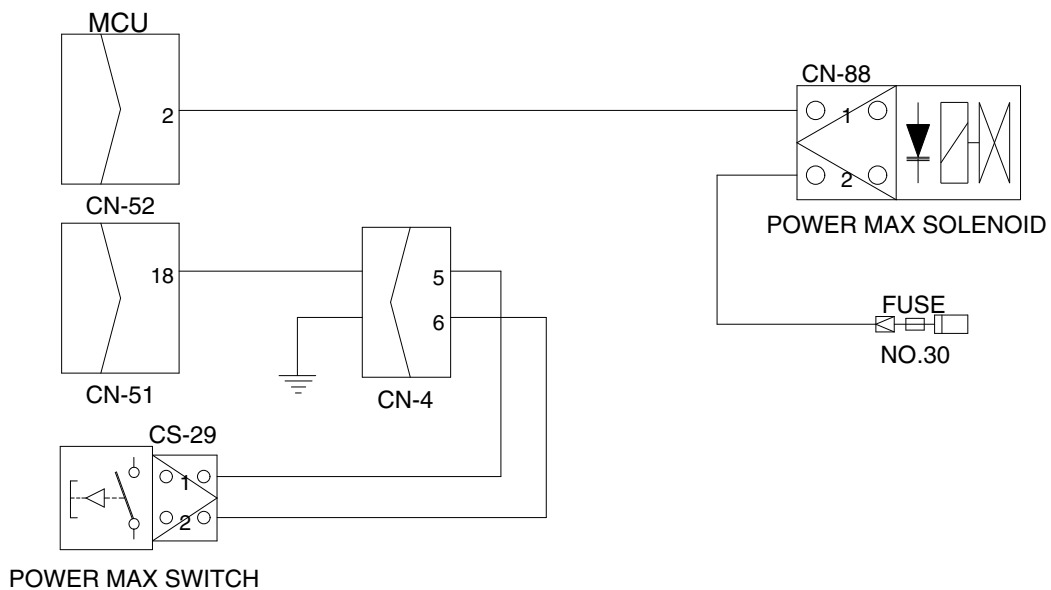 MCU
2
CN-52
CN-88
1
2
POWER MAX SOLENOID
18
CN-51
5
6
CN-4
FUSE
NO.30
CS-29
1
2
POWER MAX SWITCH